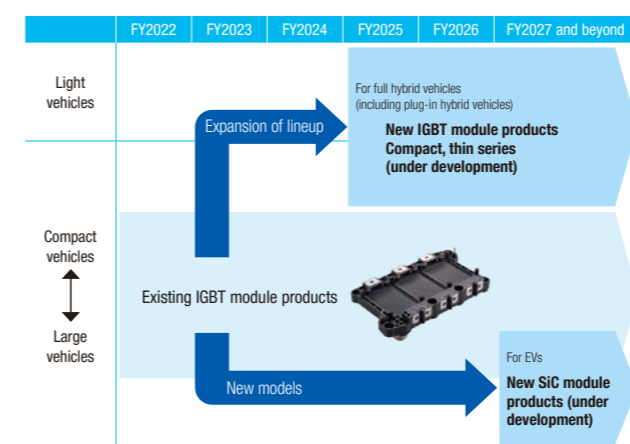 FY2022 FY2023 FY2024 FY2025 FY2026 FY2027 and beyond
Light
vehicles
For full hybrid vehicles
(including plug-in hybrid vehicles)
Expansion of lineup
New IGBT module products
Compact, thin series
(under development)
Compact
vehicles
Existing IGBT module products
Large
vehicles
For EVs
New models
New SiC module
products (under
development)